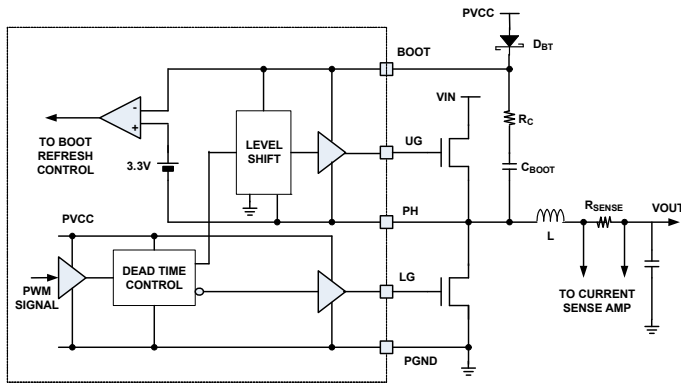 PVCC
D_BT
BOOT
VIN
R_C
-
+
TO BOOT
REFRESH
CONTROL
3.3V
LEVEL
SHIFT
UG
C_BOOT
PH
R_SENSE
VOUT
L
PVCC
DEAD TIME
CONTROL
PWM
SIGNAL
LG
TO CURRENT
SENSE AMP
PGND